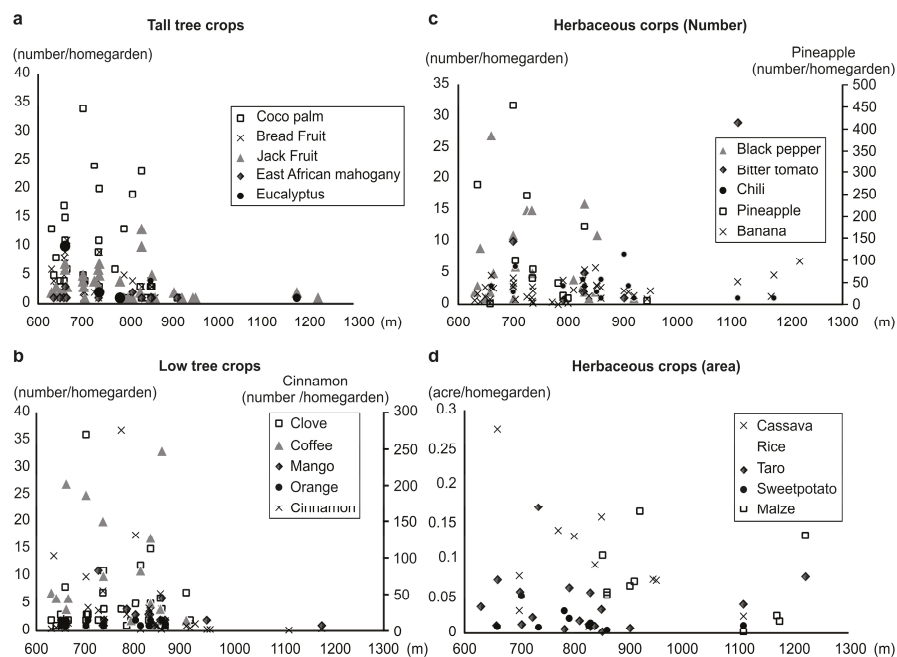 a
Tall tree crops
(number/homegarden)
40
35
30
25
20
15
10
5
0
600 700 800 900 1000 1100 1200 1300 (m)
Coco palm
Bread Fruit
Jack Fruit
East African mahogany
Eucalyptus
c
Herbaceous corps (Number)
(number/homegarden)
Pineapple
(number/homegarden)
35
30
25
20
15
10
5
0
500
450
400
350
300
250
200
150
100
50
0
600 700 800 900 1000 1100 1200 1300 (m)
Black pepper
Bitter tomato
Chili
Pineapple
Banana
b
Low tree crops
(number/homegarden)
Cinnamon
(number /homegarden)
40
35
30
25
20
15
10
5
0
300
250
200
150
100
50
0
600 700 800 900 1000 1100 1200 1300 (m)
Clove
Coffee
Mango
Orange
Cinnamon
d
Herbaceous crops (area)
(acre/homegarden)
0.3
0.25
0.2
0.15
0.1
0.05
0
600 700 800 900 1000 1100 1200 1300 (m)
Cassava
Rice
Taro
Sweetpotato
Maize